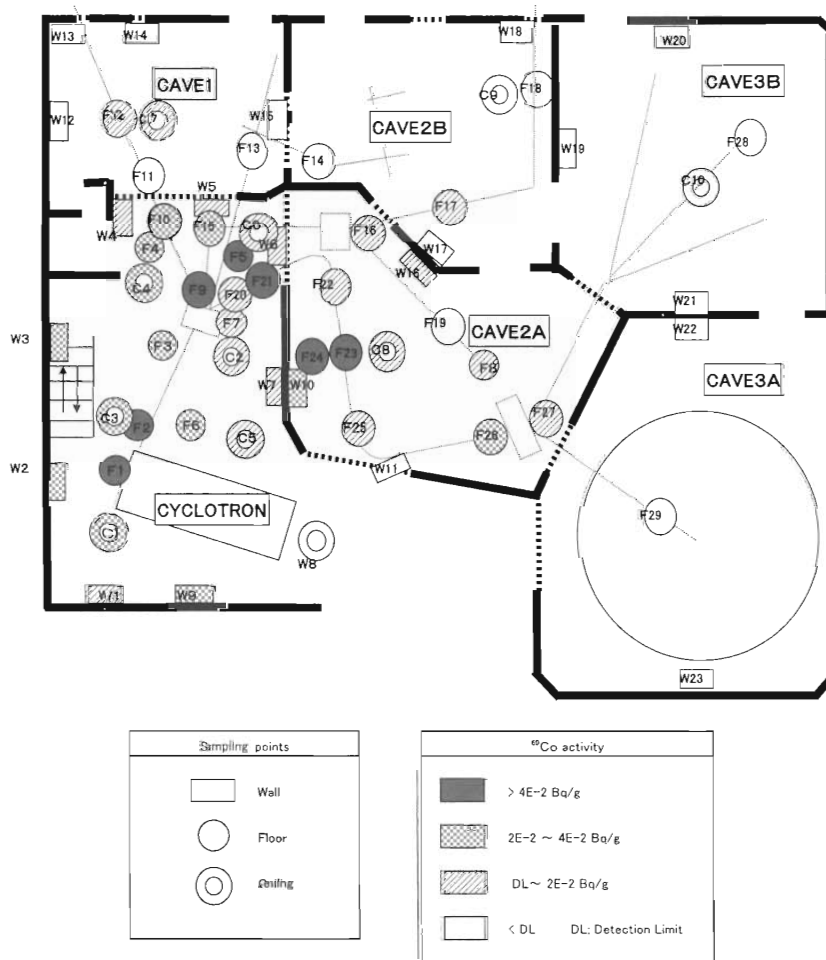 W13
W14
W18
W20
CAVE1
CAVE3B
W12
F12
C7
W15
F13
CAVE2B
C9
F18
W19
F28
F14
F11
W5
C10
W4
F10
F15
C6
W6
F16
F17
W17
W16
F4
F5
C4
F9
F21
F20
F22
F7
F19
CAVE2A
W21
W22
W3
F3
C2
F24
F23
C8
F8
CAVE3A
W7
W10
C3
F2
F6
C5
F25
F26
F27
F1
W2
W11
CYCLOTRON
F29
W8
W1
W9
W23
Sampling points
Wall
Floor
Ceiling
⁶⁰Co activity
> 4E-2 Bq/g
2E-2 ~ 4E-2 Bq/g
DL~ 2E-2 Bq/g
< DL DL: Detection Limit